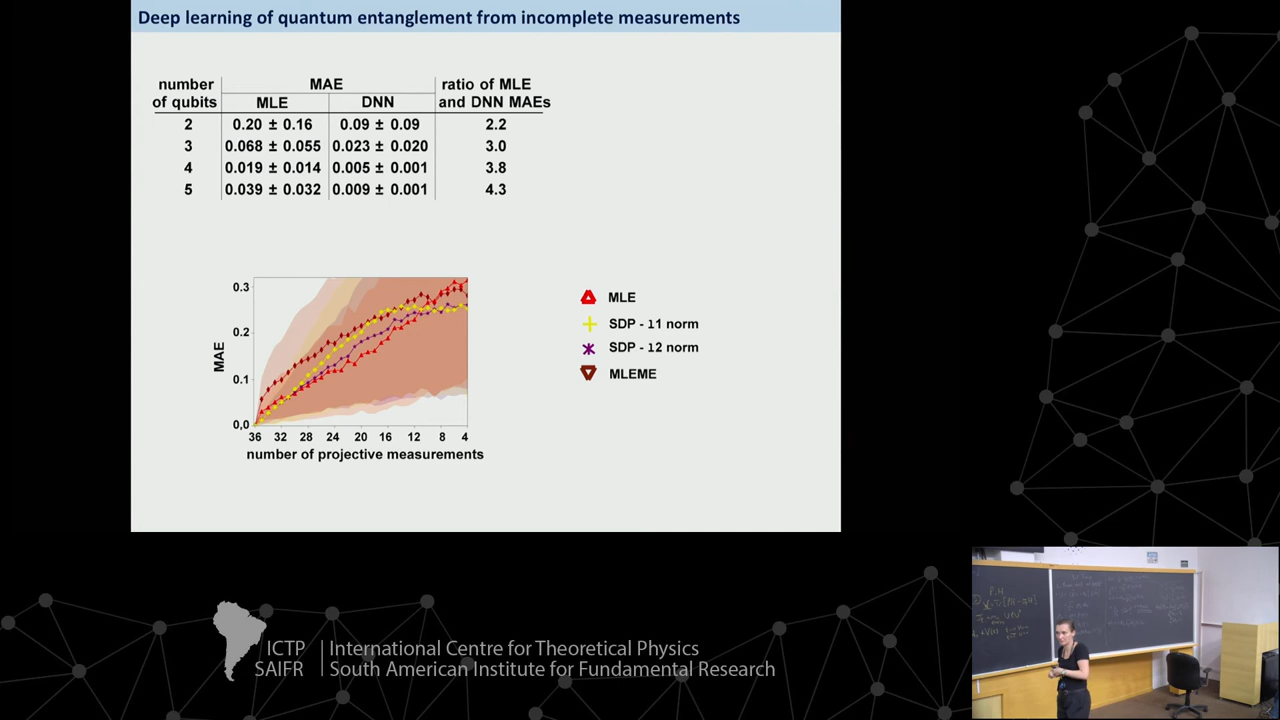 Deep learning of quantum entanglement from incomplete measurements
number of qubits MAE ratio of MLE and DNN MAEs
MLE DNN
2 0.20 ± 0.16 0.09 ± 0.09 2.2
3 0.068 ± 0.055 0.023 ± 0.020 3.0
4 0.019 ± 0.014 0.005 ± 0.001 3.8
5 0.039 ± 0.032 0.009 ± 0.001 4.3
0.3
0.2
0.1
0,0
MAE
36 32 28 24 20 16 12 8 4
number of projective measurements
MLE
SDP - l1 norm
SDP - l2 norm
MLEME
ICTP International Centre for Theoretical Physics
SAIFR South American Institute for Fundamental Research